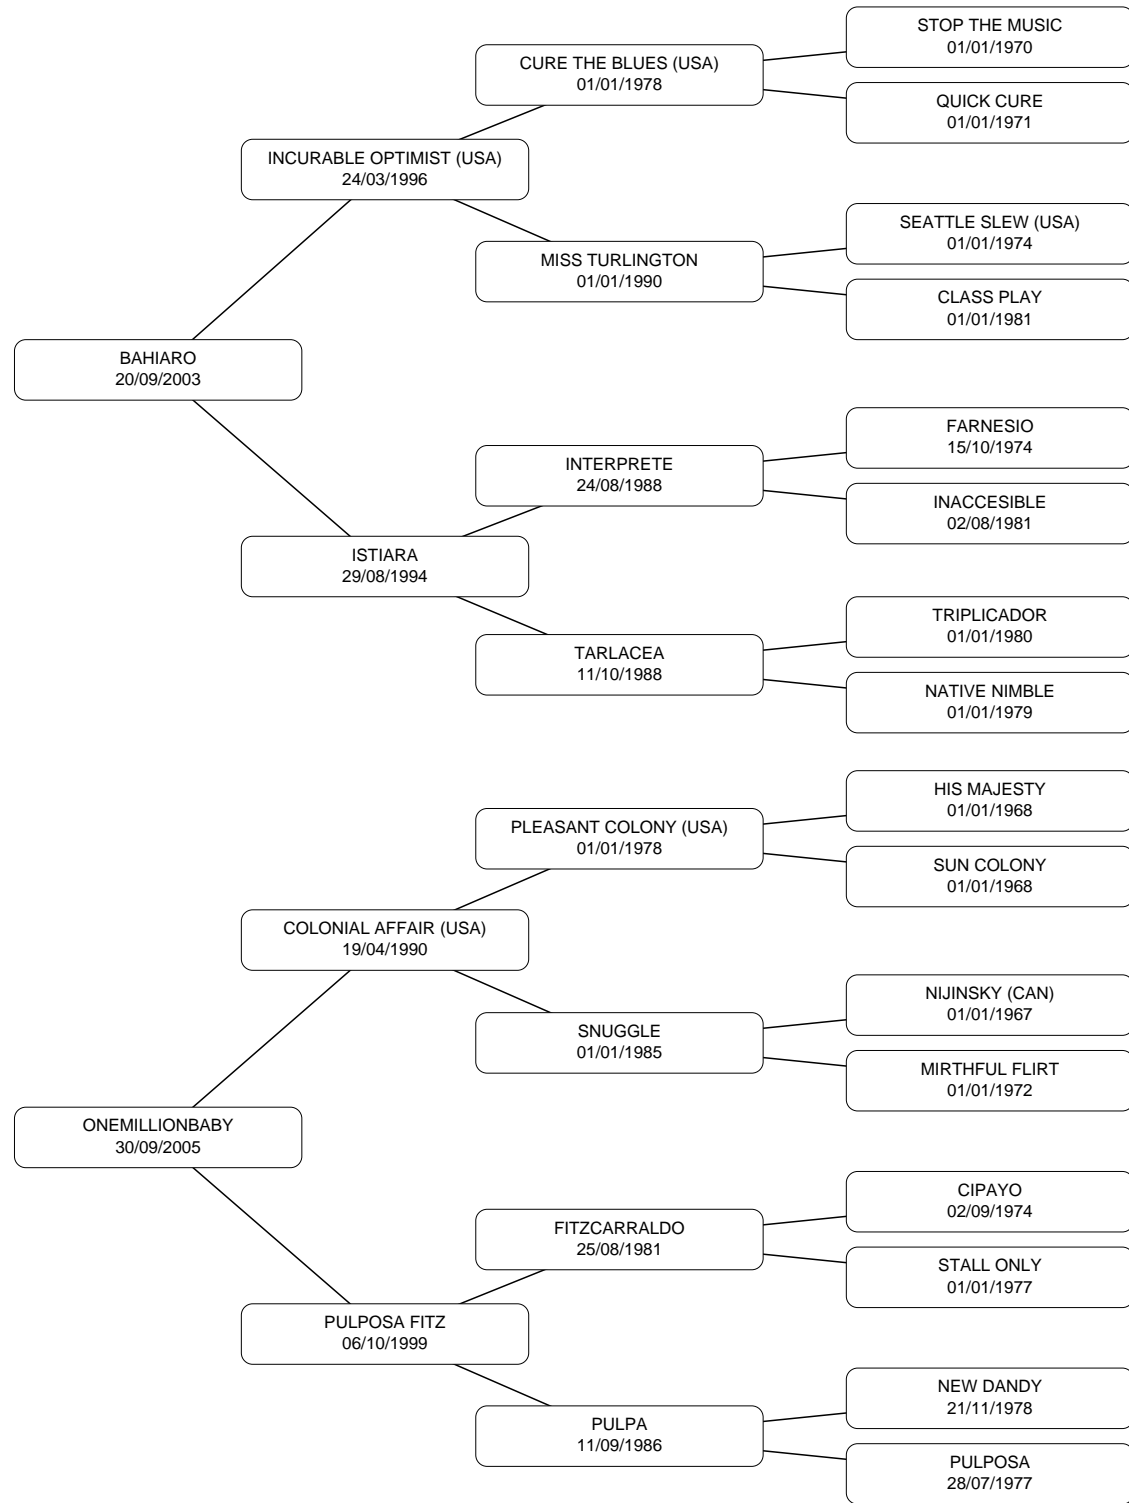 STOP THE MUSIC
01/01/1970
CURE THE BLUES (USA)
01/01/1978
QUICK CURE
01/01/1971
INCURABLE OPTIMIST (USA)
24/03/1996
SEATTLE SLEW (USA)
01/01/1974
MISS TURLINGTON
01/01/1990
CLASS PLAY
01/01/1981
BAHIARO
20/09/2003
FARNESIO
15/10/1974
INTERPRETE
24/08/1988
INACCESIBLE
02/08/1981
ISTIARA
29/08/1994
TRIPLICADOR
01/01/1980
TARLACEA
11/10/1988
NATIVE NIMBLE
01/01/1979
HIS MAJESTY
01/01/1968
PLEASANT COLONY (USA)
01/01/1978
SUN COLONY
01/01/1968
COLONIAL AFFAIR (USA)
19/04/1990
NIJINSKY (CAN)
01/01/1967
SNUGGLE
01/01/1985
MIRTHFUL FLIRT
01/01/1972
ONEMILLIONBABY
30/09/2005
CIPAYO
02/09/1974
FITZCARRALDO
25/08/1981
STALL ONLY
01/01/1977
PULPOSA FITZ
06/10/1999
NEW DANDY
21/11/1978
PULPA
11/09/1986
PULPOSA
28/07/1977